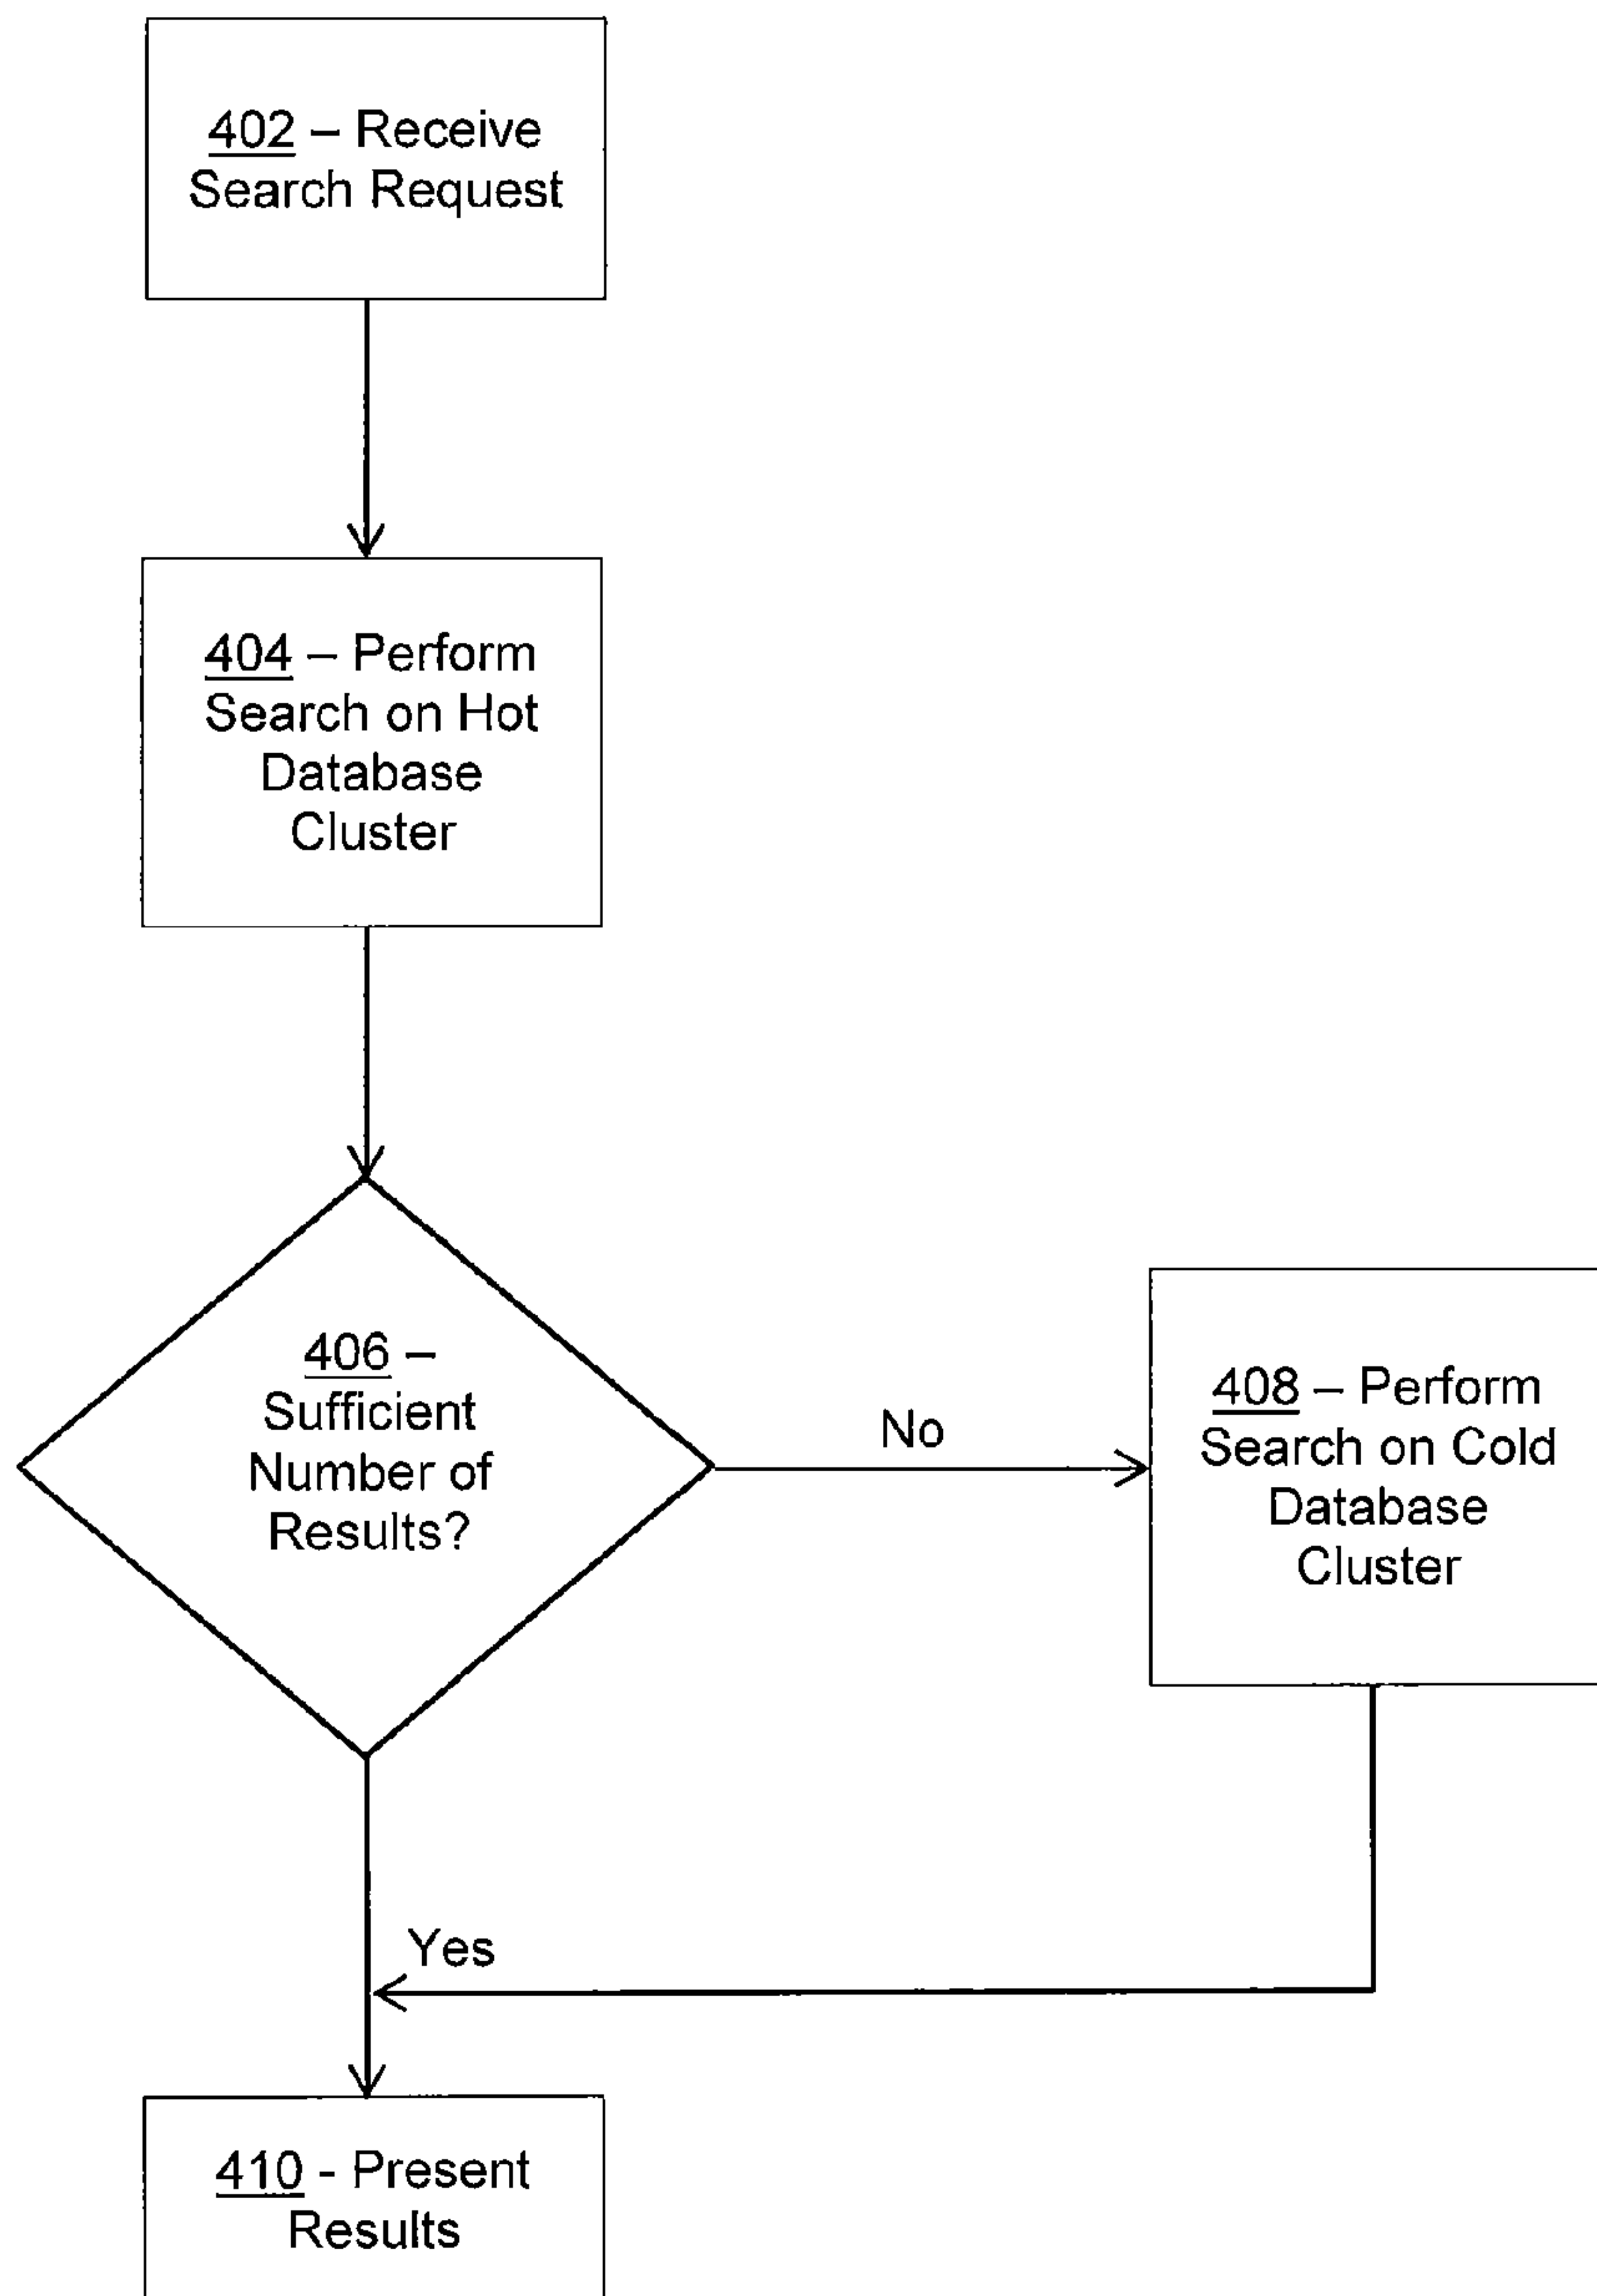 402 – Receive
Search Request
404 – Perform
Search on Hot
Database
Cluster
406 –
Sufficient
Number of
Results?
No
408 – Perform
Search on Cold
Database
Cluster
Yes
410 - Present
Results